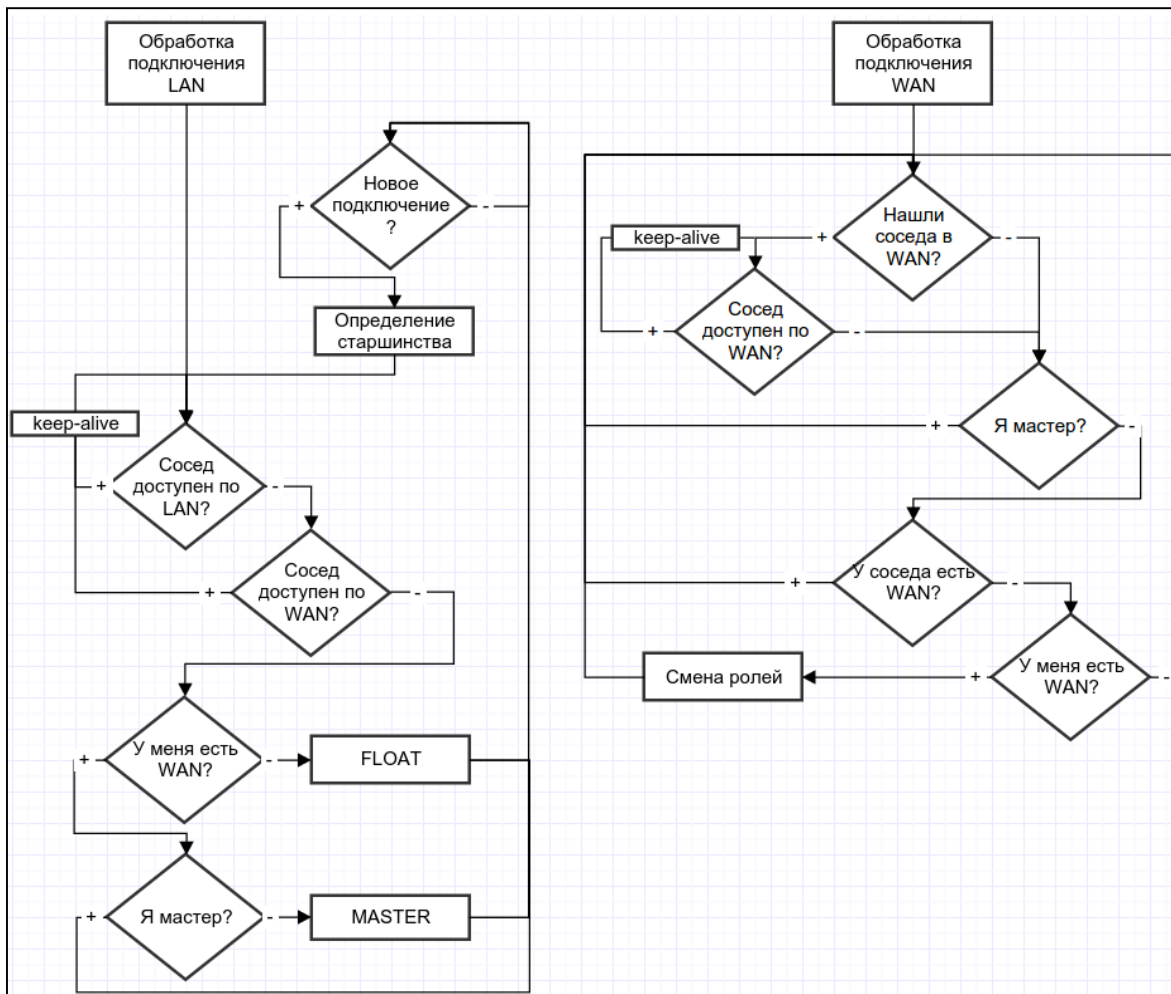 Обработка
подключения
LAN
Новое
подключение
?
+
-
Определение
старшинства
keep-alive
Сосед
доступен по
LAN?
+
-
Сосед
доступен по
WAN?
+
-
У меня есть
WAN?
+
-
FLOAT
Я мастер?
+
-
MASTER
Обработка
подключения
WAN
Нашли
соседа в
WAN?
+
-
keep-alive
Сосед
доступен по
WAN?
+
-
Я мастер?
+
-
У соседа есть
WAN?
+
-
У меня есть
WAN?
+
-
Смена ролей